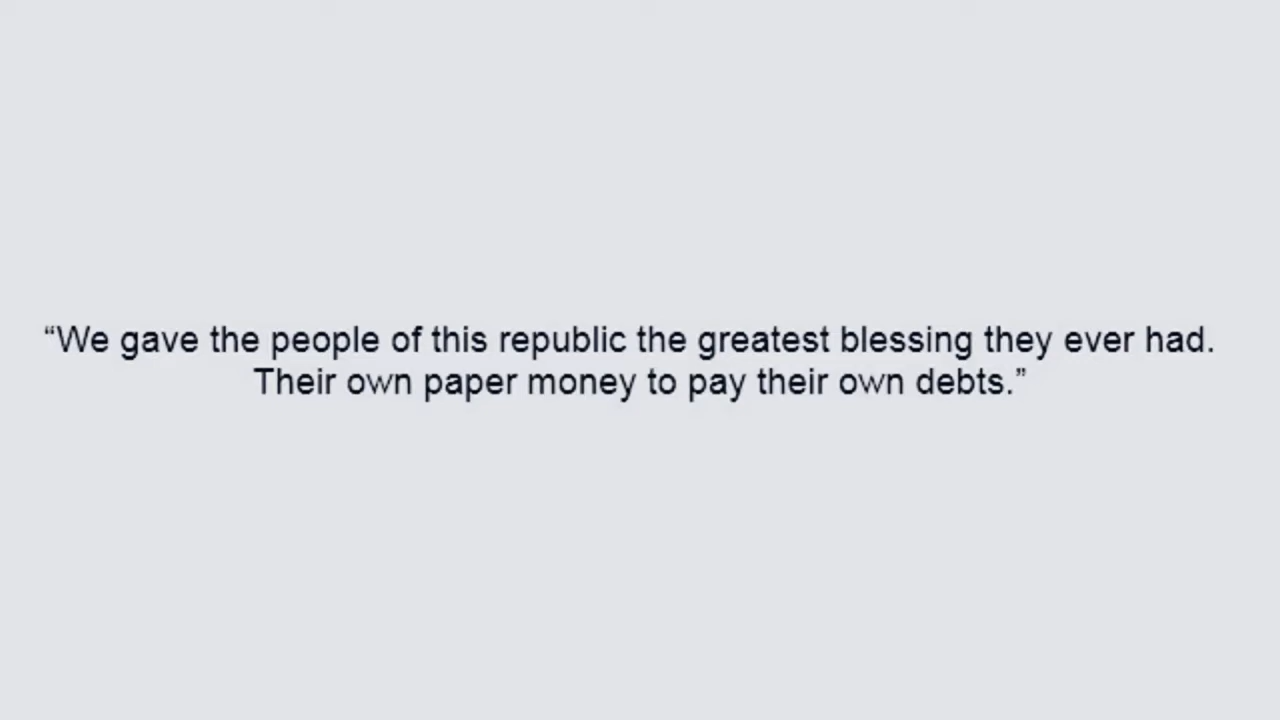 “We gave the people of this republic the greatest blessing they ever had.
Their own paper money to pay their own debts.”